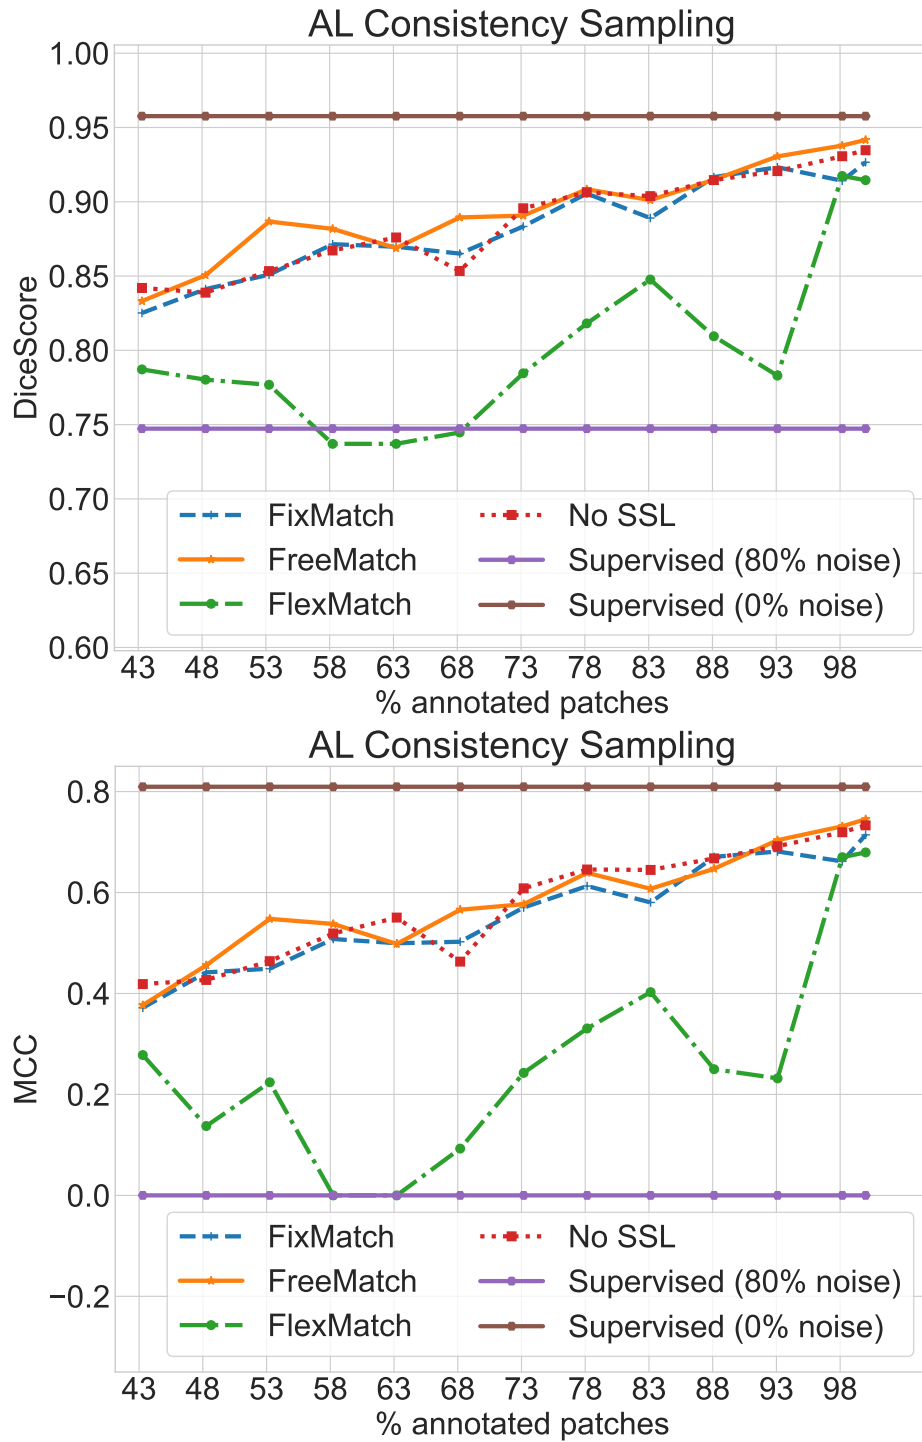 AL Consistency Sampling
1.00
0.95
0.90
0.85
0.80
0.75
0.70
0.65
0.60
DiceScore
FixMatch
FreeMatch
FlexMatch
No SSL
Supervised (80% noise)
Supervised (0% noise)
43 48 53 58 63 68 73 78 83 88 93 98
% annotated patches
AL Consistency Sampling
0.8
0.6
0.4
0.2
0.0
−0.2
MCC
FixMatch
FreeMatch
FlexMatch
No SSL
Supervised (80% noise)
Supervised (0% noise)
43 48 53 58 63 68 73 78 83 88 93 98
% annotated patches